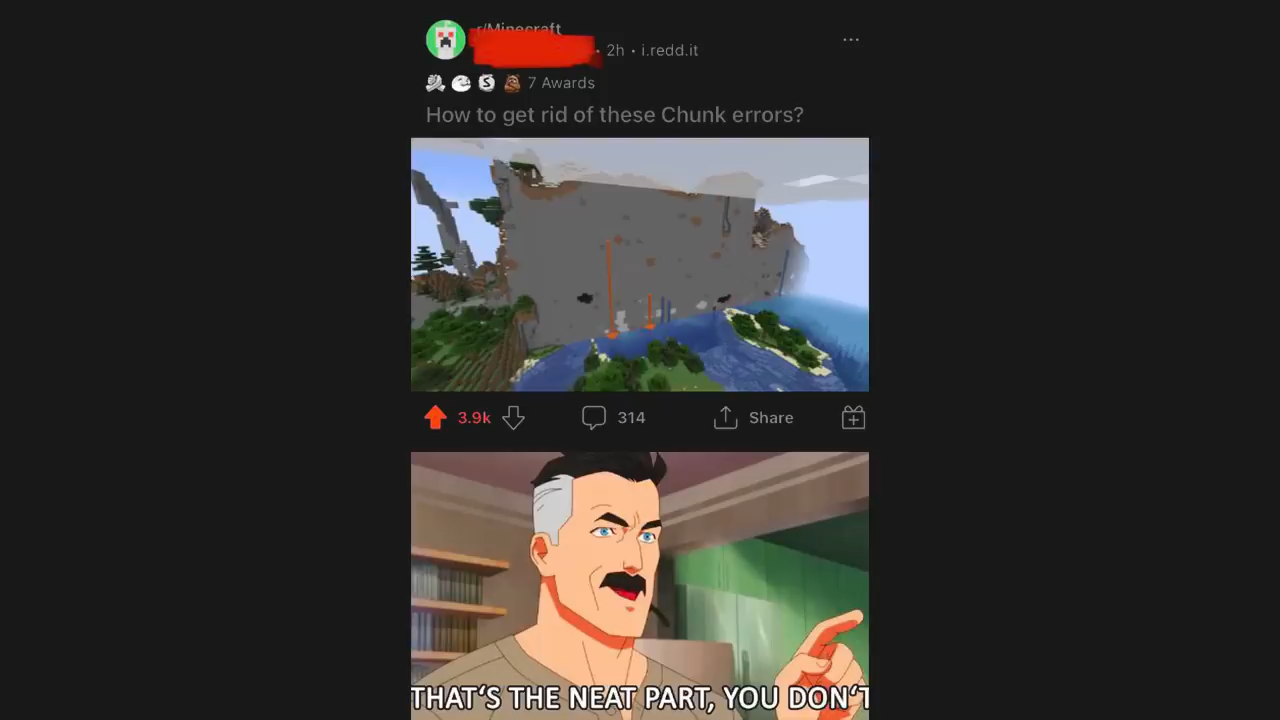 r/Minecraft
• 2h • i.redd.it
7 Awards
How to get rid of these Chunk errors?
3.9k
314
Share
THAT'S THE NEAT PART, YOU DON'T